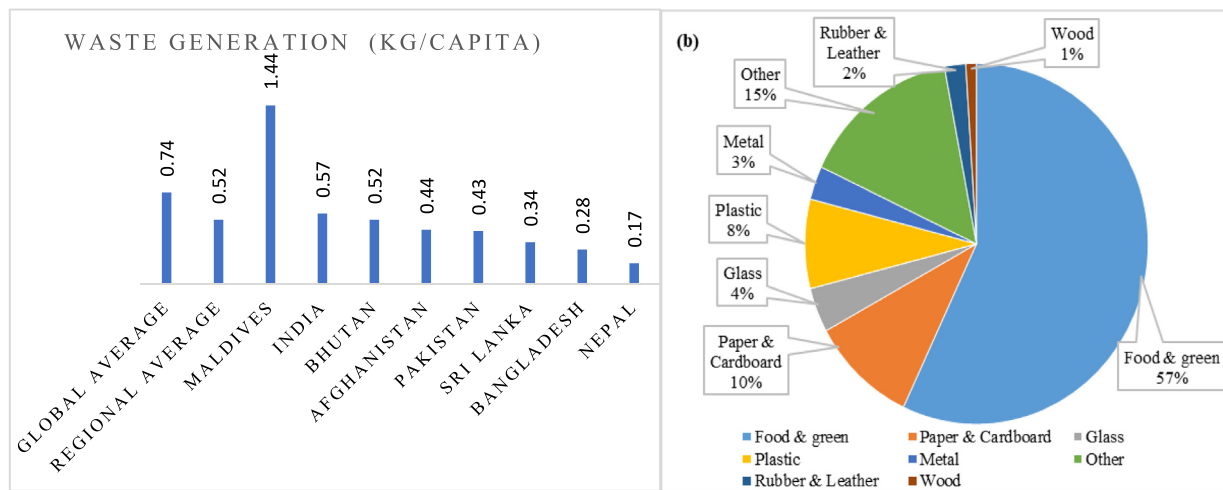 WASTE GENERATION (KG/CAPITA)
0.74
0.52
1.44
0.57
0.52
0.44
0.43
0.34
0.28
0.17
GLOBAL AVERAGE
REGIONAL AVERAGE
MALDIVES
INDIA
BHUTAN
AFGHANISTAN
PAKISTAN
SRI LANKA
BANGLADESH
NEPAL
(b)
Rubber &
Leather
2%
Wood
1%
Other
15%
Metal
3%
Plastic
8%
Glass
4%
Paper &
Cardboard
10%
Food & green
57%
Food & green
Paper & Cardboard
Glass
Plastic
Metal
Other
Rubber & Leather
Wood